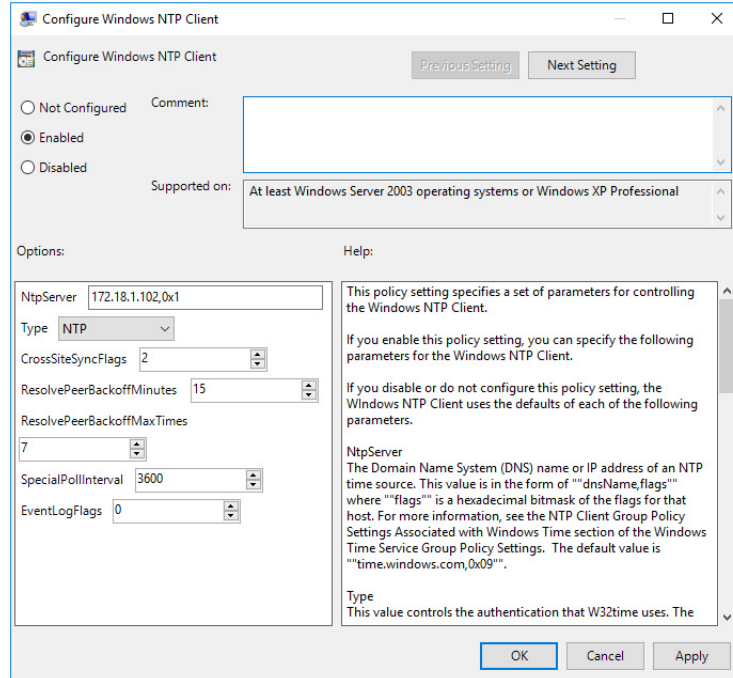 Configure Windows NTP Client
Configure Windows NTP Client
Previous Setting
Next Setting
Not Configured
Comment:
Enabled
Disabled
Supported on:
At least Windows Server 2003 operating systems or Windows XP Professional
Options:
Help:
NtpServer 172.18.1.102,0x1
Type NTP
CrossSiteSyncFlags 2
ResolvePeerBackoffMinutes 15
ResolvePeerBackoffMaxTimes
7
SpecialPollInterval 3600
EventLogFlags 0
This policy setting specifies a set of parameters for controlling
the Windows NTP Client.
If you enable this policy setting, you can specify the following
parameters for the Windows NTP Client.
If you disable or do not configure this policy setting, the
WIndows NTP Client uses the defaults of each of the following
parameters.
NtpServer
The Domain Name System (DNS) name or IP address of an NTP
time source. This value is in the form of ""dnsName,flags""
where ""flags"" is a hexadecimal bitmask of the flags for that
host. For more information, see the NTP Client Group Policy
Settings Associated with Windows Time section of the Windows
Time Service Group Policy Settings.  The default value is
""time.windows.com,0x09"".
Type
This value controls the authentication that W32time uses. The
OK
Cancel
Apply